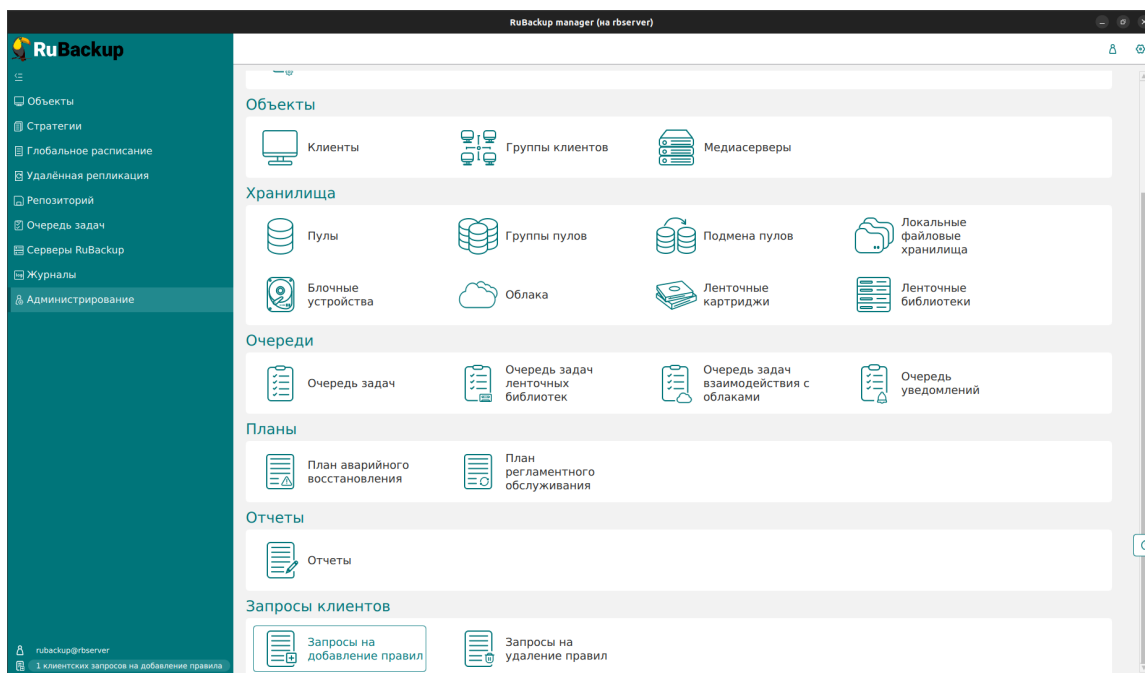 RuBackup manager (на rbserver)
RuBackup
Объекты
Стратегии
Глобальное расписание
Удалённая репликация
Репозиторий
Очередь задач
Серверы RuBackup
Журналы
Администрирование
rubackup@rbserver
1 клиентских запросов на добавление правила
Объекты
Клиенты
Группы клиентов
Медиасерверы
Хранилища
Пулы
Группы пулов
Подмена пулов
Локальные
файловые
хранилища
Блочные
устройства
Облака
Ленточные
картриджи
Ленточные
библиотеки
Очереди
Очередь задач
Очередь задач
ленточных
библиотек
Очередь задач
взаимодействия с
облаками
Очередь
уведомлений
Планы
План аварийного
восстановления
План
регламентного
обслуживания
Отчеты
Отчеты
Запросы клиентов
Запросы на
добавление правил
Запросы на
удаление правил